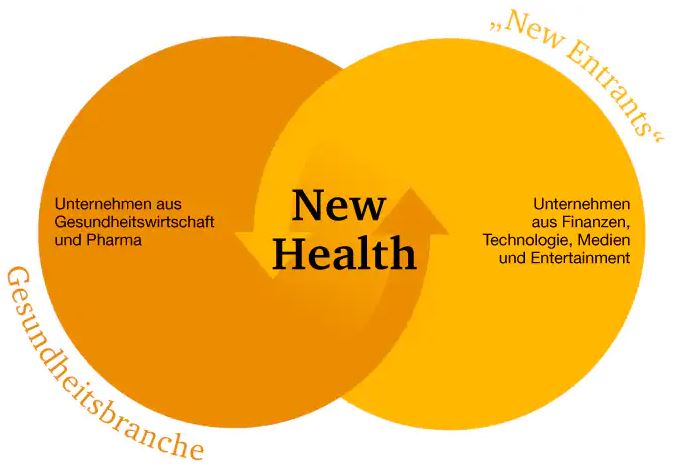 „New Entrants“
Unternehmen aus
Gesundheitswirtschaft
und Pharma
New
Health
Unternehmen
aus Finanzen,
Technologie, Medien
und Entertainment
Gesundheitsbranche